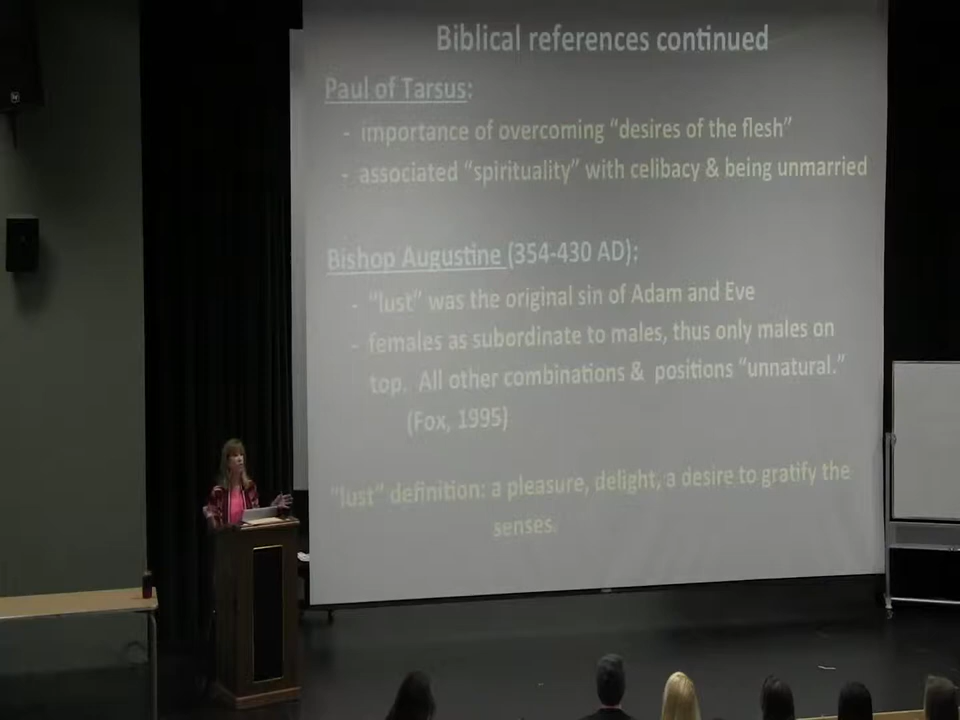 Biblical references continued
Paul of Tarsus:
- importance of overcoming "desires of the flesh"
- associated "spirituality" with celibacy & being unmarried
Bishop Augustine (354-430 AD):
- "lust" was the original sin of Adam and Eve
- females as subordinate to males, thus only males on
top. All other combinations & positions "unnatural."
(Fox, 1995)
"lust" definition: a pleasure, delight, a desire to gratify the
senses.